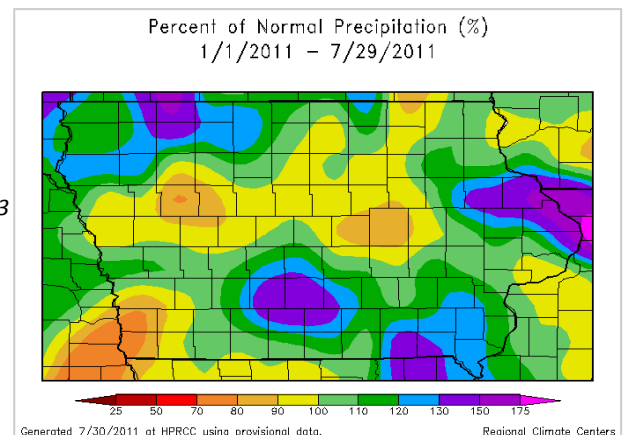 Percent of Normal Precipitation (%)
1/1/2011 – 7/29/2011
3
25 50 70 80 90 100 110 120 130 150 175
Generated 7/30/2011 at HPRCC using provisional data. Regional Climate Centers